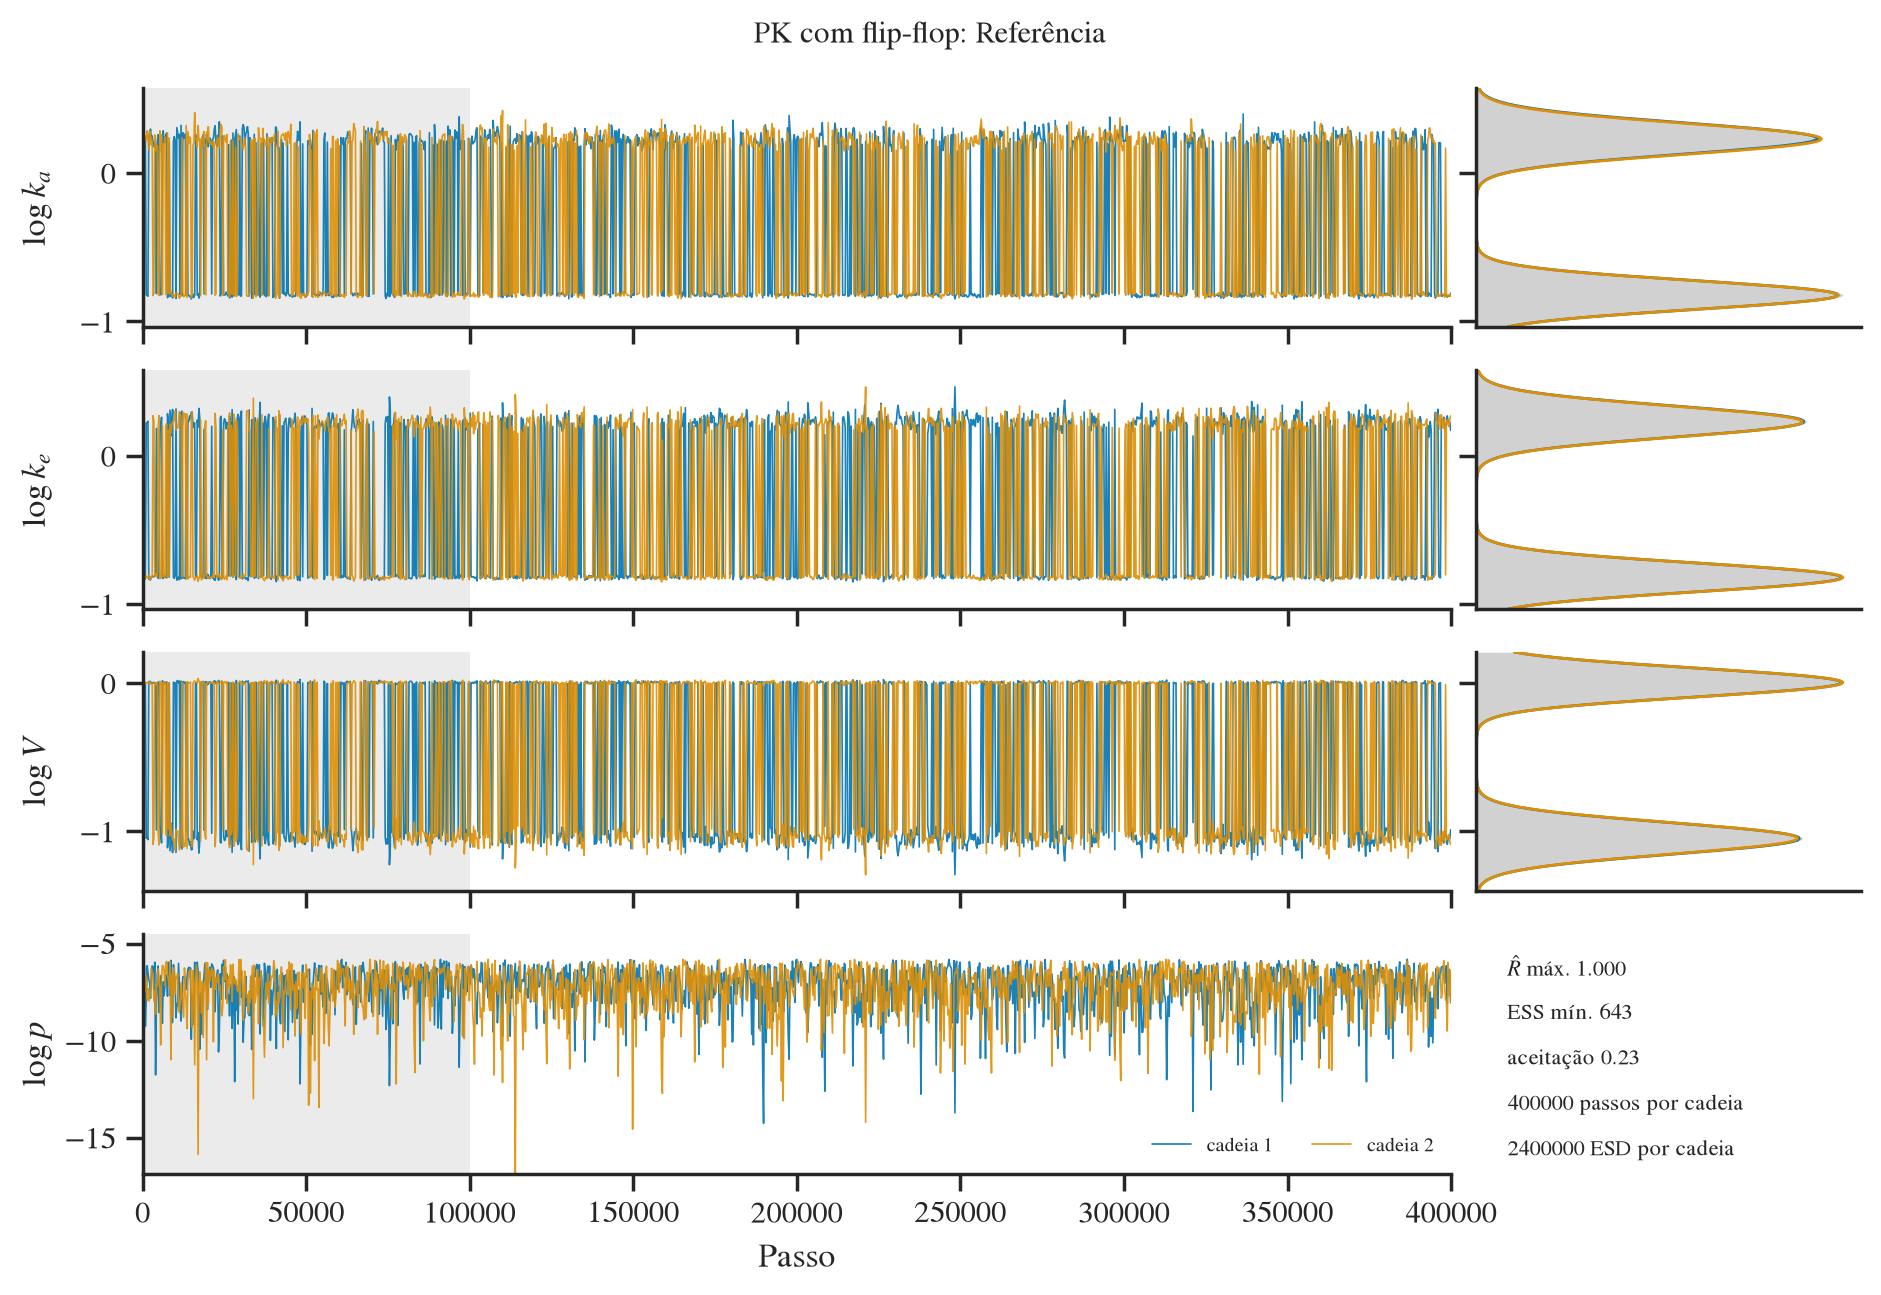 PK com flip-flop: Referência
log k_a
0
−1
log k_e
0
−1
log V
0
−1
log p
−5
−10
−15
R̂ máx. 1.000
ESS mín. 643
aceitação 0.23
400000 passos por cadeia
2400000 ESD por cadeia
cadeia 1
cadeia 2
0 50000 100000 150000 200000 250000 300000 350000 400000
Passo